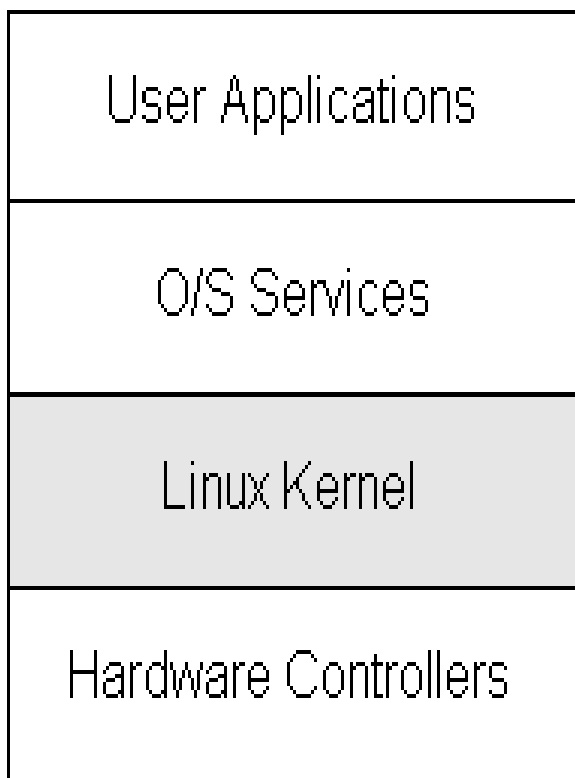 User Applications
O/S Services
Linux Kernel
Hardware Controllers